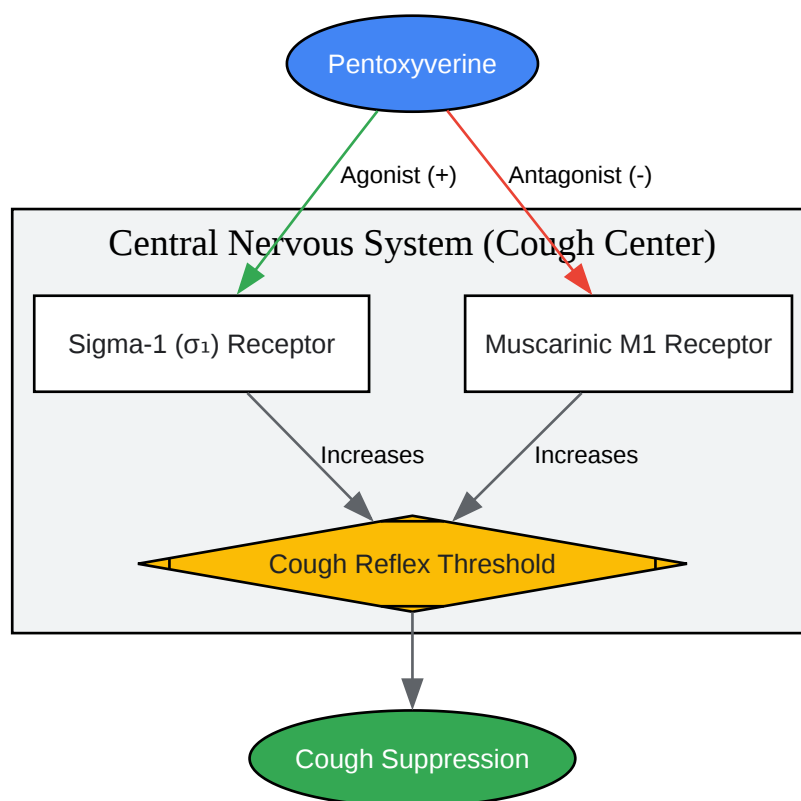 Pentoxyverine
Agonist (+)
Antagonist (-)
Central Nervous System (Cough Center)
Sigma-1 (σ₁) Receptor
Muscarinic M1 Receptor
Increases
Increases
Cough Reflex Threshold
Cough Suppression